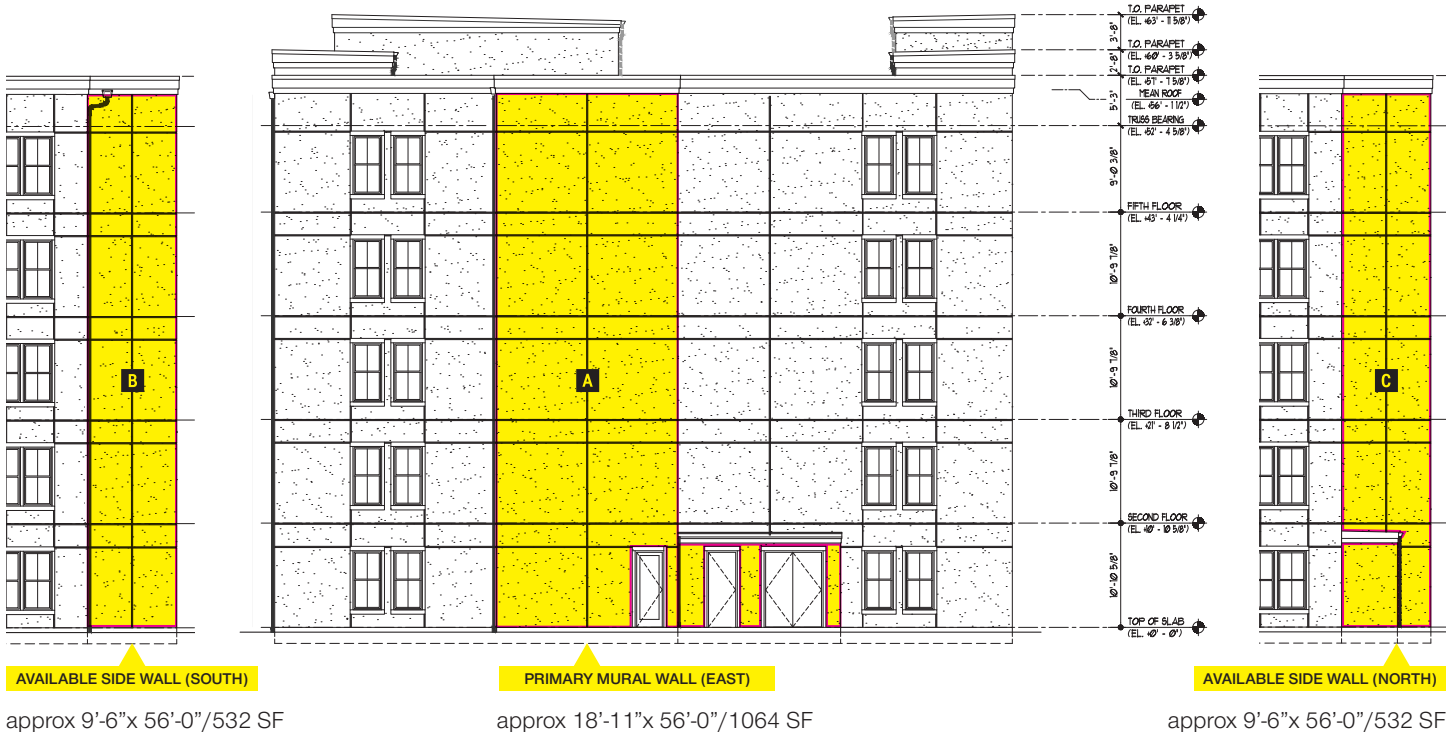 T.O. PARAPET
(EL. +63' - 11 5/8")
3'-8"
T.O. PARAPET
(EL. +60' - 3 5/8")
2'-8"
T.O. PARAPET
(EL. +57' - 7 5/8")
5'-3"
MEAN ROOF
(EL. +56' - 1 1/2")
TRUSS BEARING
(EL. +52' - 4 5/8")
9'-0 3/8"
FIFTH FLOOR
(EL. +43' - 4 1/4")
10'-9 7/8"
FOURTH FLOOR
(EL. +32' - 6 3/8")
10'-9 7/8"
THIRD FLOOR
(EL. +21' - 8 1/2")
10'-9 7/8"
SECOND FLOOR
(EL. +10' - 10 5/8")
10'-10 5/8"
TOP OF SLAB
(EL. +0' - 0")
B
A
C
AVAILABLE SIDE WALL (SOUTH)
approx 9’-6”x 56’-0”/532 SF
PRIMARY MURAL WALL (EAST)
approx 18’-11”x 56’-0”/1064 SF
AVAILABLE SIDE WALL (NORTH)
approx 9’-6”x 56’-0”/532 SF